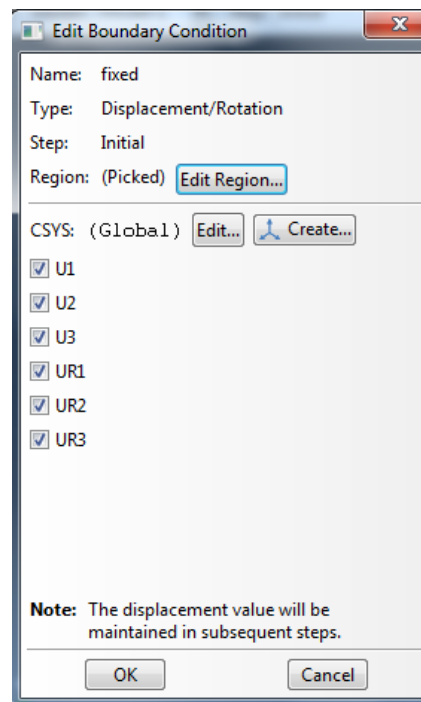 Edit Boundary Condition
Name: fixed
Type: Displacement/Rotation
Step: Initial
Region: (Picked) Edit Region...
CSYS: (Global) Edit... Create...
U1
U2
U3
UR1
UR2
UR3
Note: The displacement value will be
maintained in subsequent steps.
OK Cancel